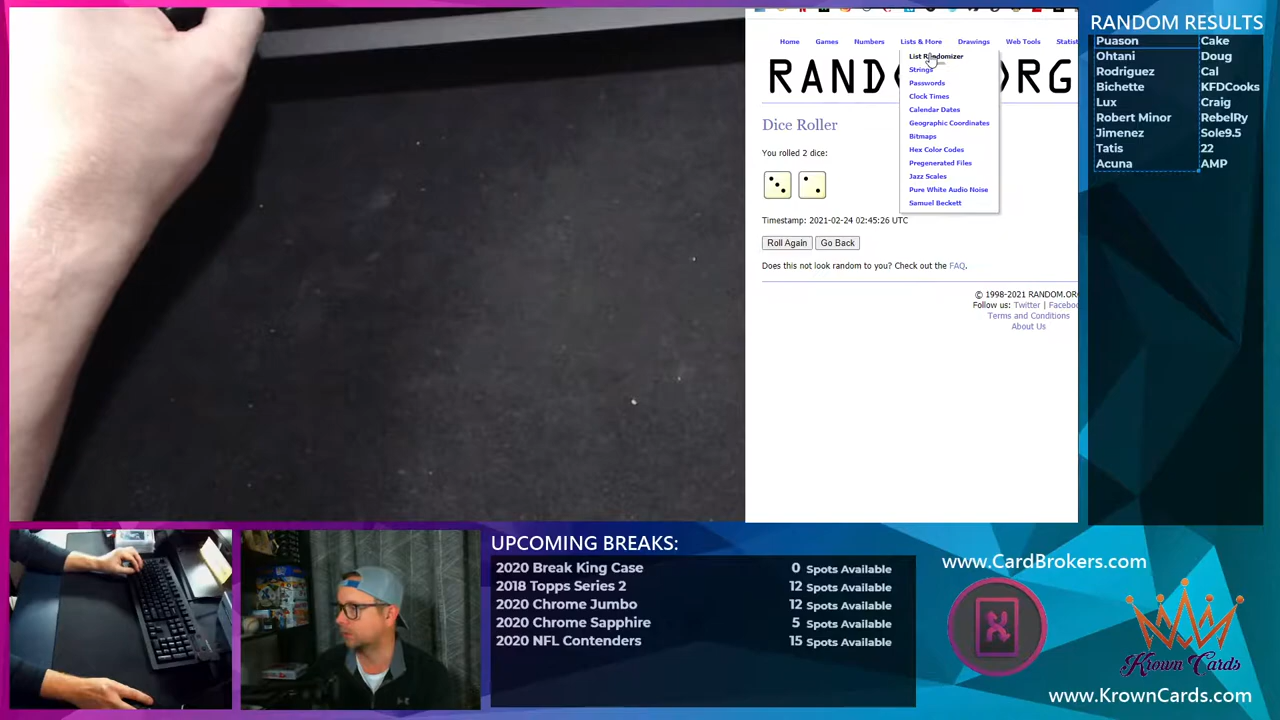 RANDOM RESULTS
Puason Cake
Ohtani Doug
Rodriguez Cal
Bichette KFDCooks
Lux Craig
Robert Minor RebelRy
Jimenez Sole9.5
Tatis 22
Acuna AMP
Home Games Numbers Lists & More Drawings Web Tools Statist
List Randomizer
Strings
Passwords
Clock Times
Calendar Dates
Geographic Coordinates
Bitmaps
Hex Color Codes
Pregenerated Files
Jazz Scales
Pure White Audio Noise
Samuel Beckett
Dice Roller
You rolled 2 dice:
Timestamp: 2021-02-24 02:45:26 UTC
Roll Again Go Back
Does this not look random to you? Check out the FAQ.
© 1998-2021 RANDOM.ORG
Follow us: Twitter | Facebo
Terms and Conditions
About Us
UPCOMING BREAKS:
2020 Break King Case 0 Spots Available
2018 Topps Series 2 12 Spots Available
2020 Chrome Jumbo 12 Spots Available
2020 Chrome Sapphire 5 Spots Available
2020 NFL Contenders 15 Spots Available
www.CardBrokers.com
Krown Cards
www.KrownCards.com